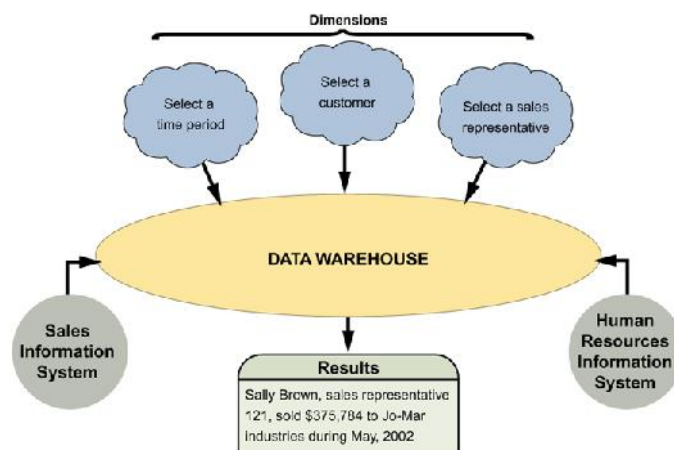 Dimensions
Select a
time period
Select a
customer
Select a sales
representative
DATA WAREHOUSE
Sales
Information
System
Human
Resources
Information
System
Results
Sally Brown, sales representative
121, sold $375,784 to Jo-Mar
industries during May, 2002